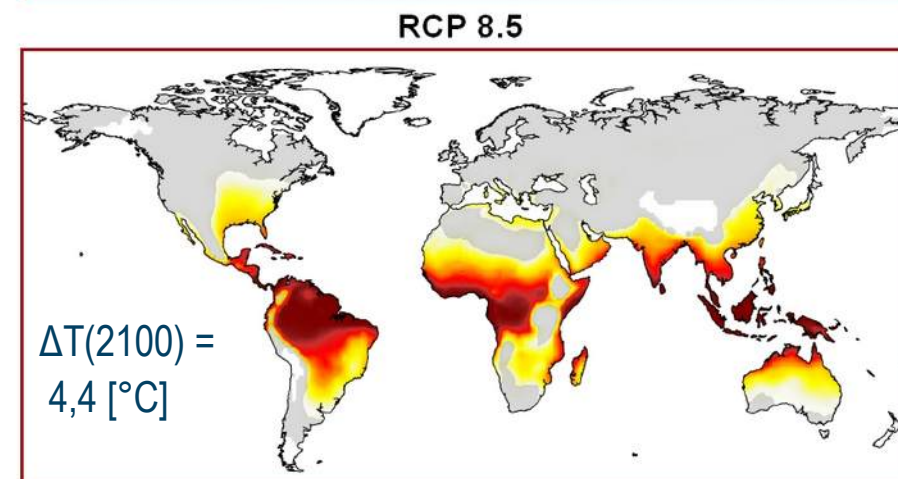 RCP 8.5
ΔT(2100) =
4,4 [°C]